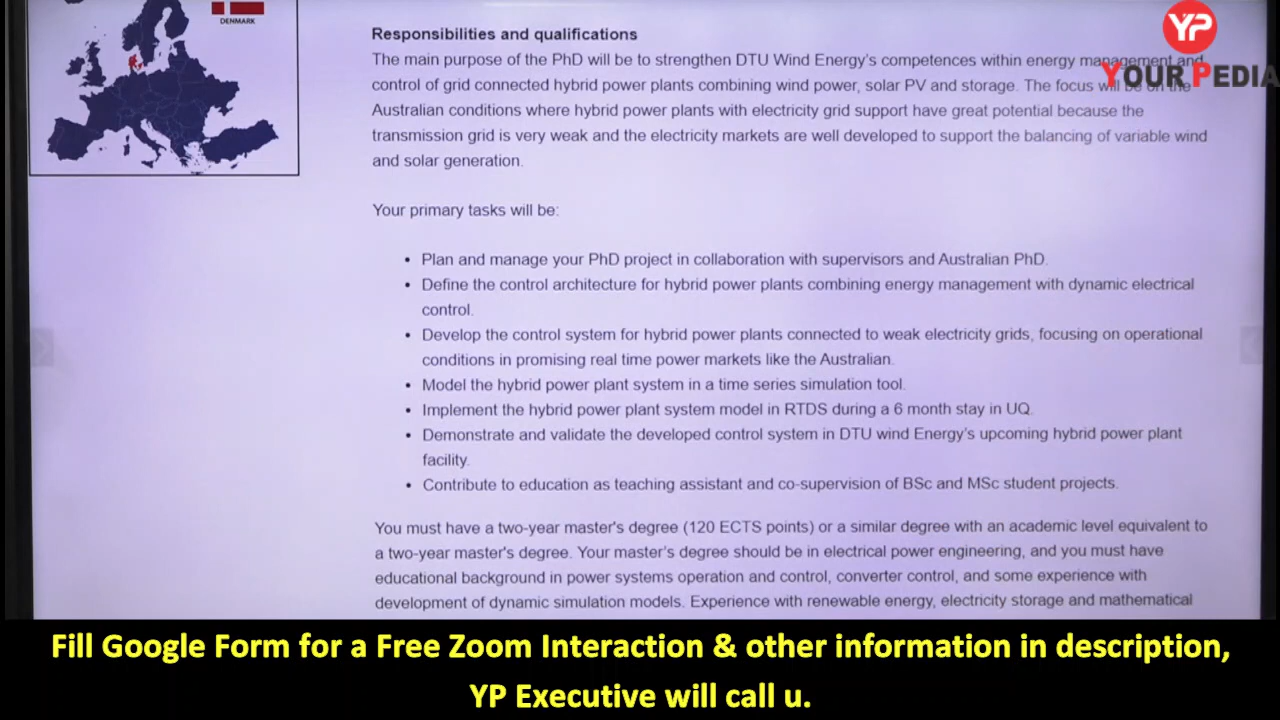 DENMARK
YP
YOUR PEDIA
Responsibilities and qualifications
The main purpose of the PhD will be to strengthen DTU Wind Energy's competences within energy management and
control of grid connected hybrid power plants combining wind power, solar PV and storage. The focus will be on the
Australian conditions where hybrid power plants with electricity grid support have great potential because the
transmission grid is very weak and the electricity markets are well developed to support the balancing of variable wind
and solar generation.
Your primary tasks will be:
• Plan and manage your PhD project in collaboration with supervisors and Australian PhD.
• Define the control architecture for hybrid power plants combining energy management with dynamic electrical
control.
• Develop the control system for hybrid power plants connected to weak electricity grids, focusing on operational
conditions in promising real time power markets like the Australian.
• Model the hybrid power plant system in a time series simulation tool.
• Implement the hybrid power plant system model in RTDS during a 6 month stay in UQ.
• Demonstrate and validate the developed control system in DTU wind Energy's upcoming hybrid power plant
facility.
• Contribute to education as teaching assistant and co-supervision of BSc and MSc student projects.
You must have a two-year master's degree (120 ECTS points) or a similar degree with an academic level equivalent to
a two-year master's degree. Your master's degree should be in electrical power engineering, and you must have
educational background in power systems operation and control, converter control, and some experience with
development of dynamic simulation models. Experience with renewable energy, electricity storage and mathematical
Fill Google Form for a Free Zoom Interaction & other information in description,
YP Executive will call u.